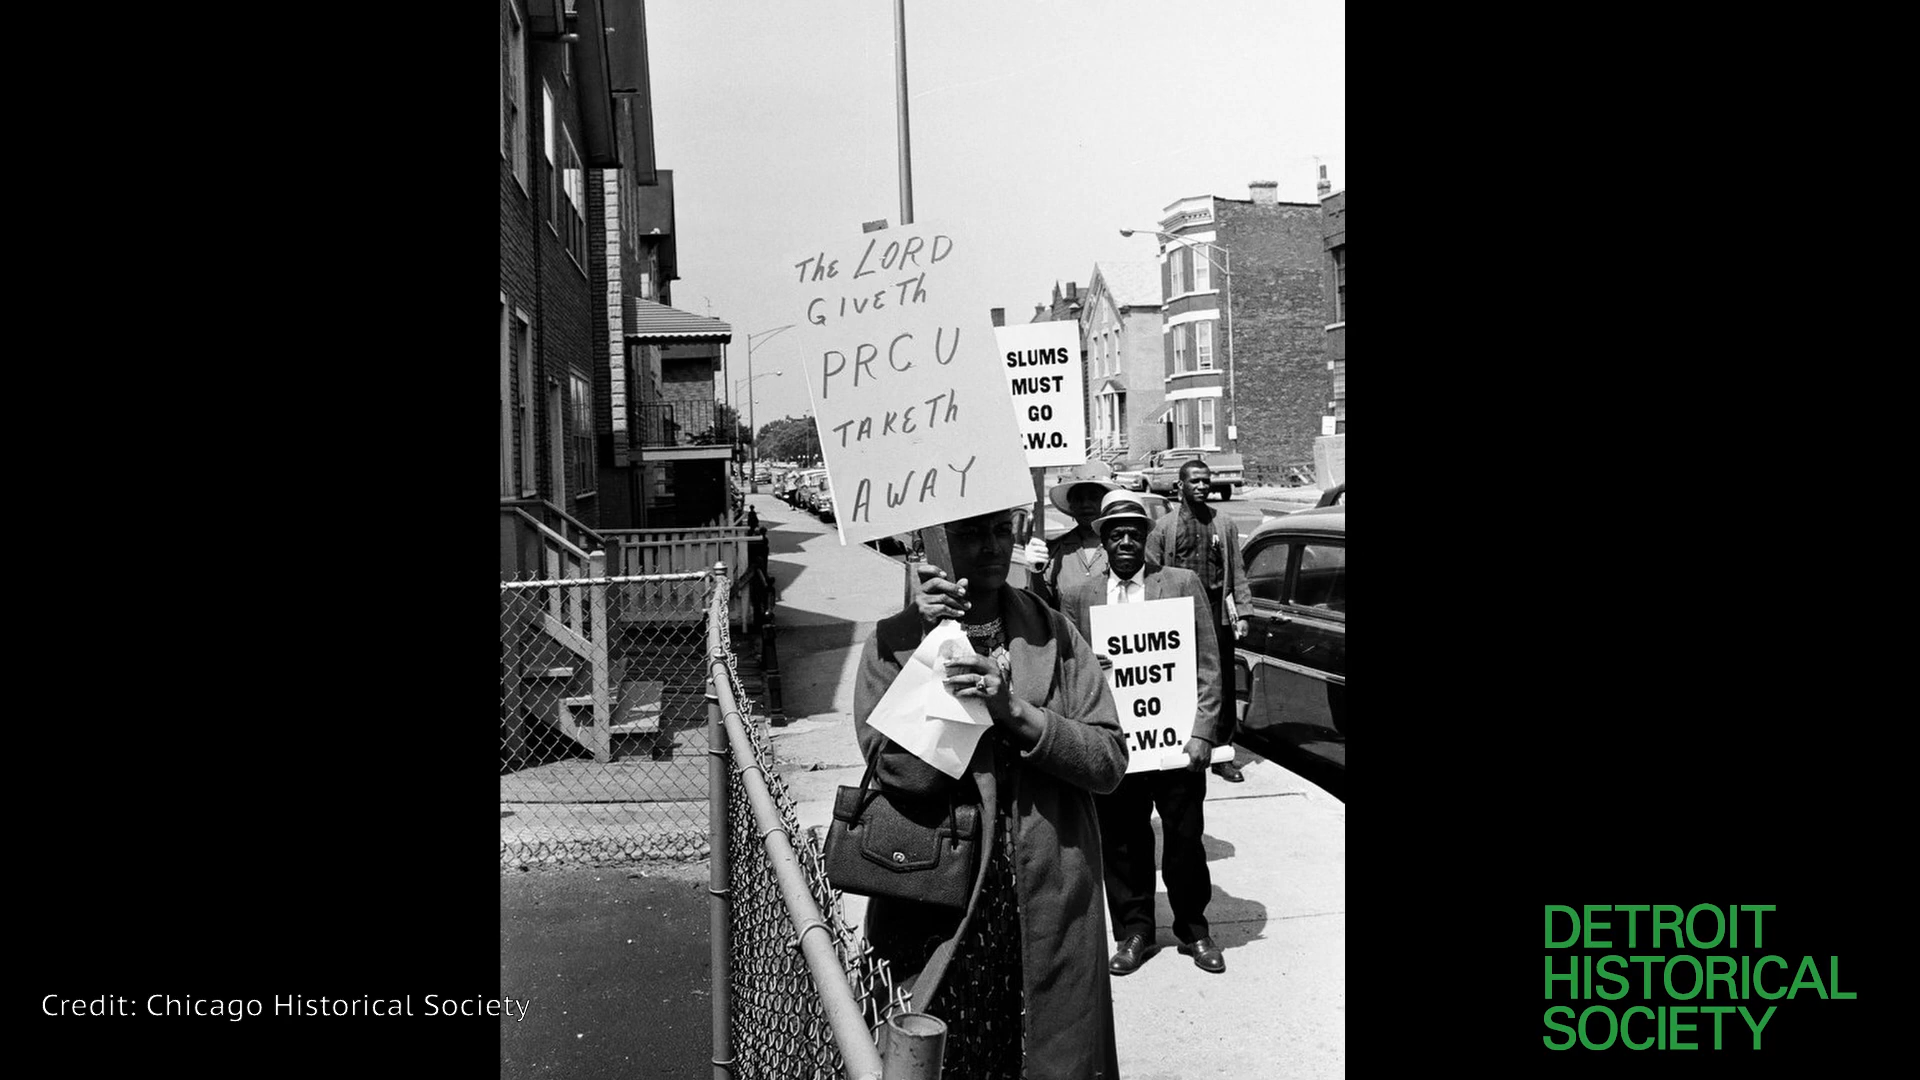 The LORD
GIVETh
PRCU
TAKETh
AWAY
SLUMS
MUST
GO
.W.O.
SLUMS
MUST
GO
T.W.O.
Credit: Chicago Historical Society
DETROIT
HISTORICAL
SOCIETY